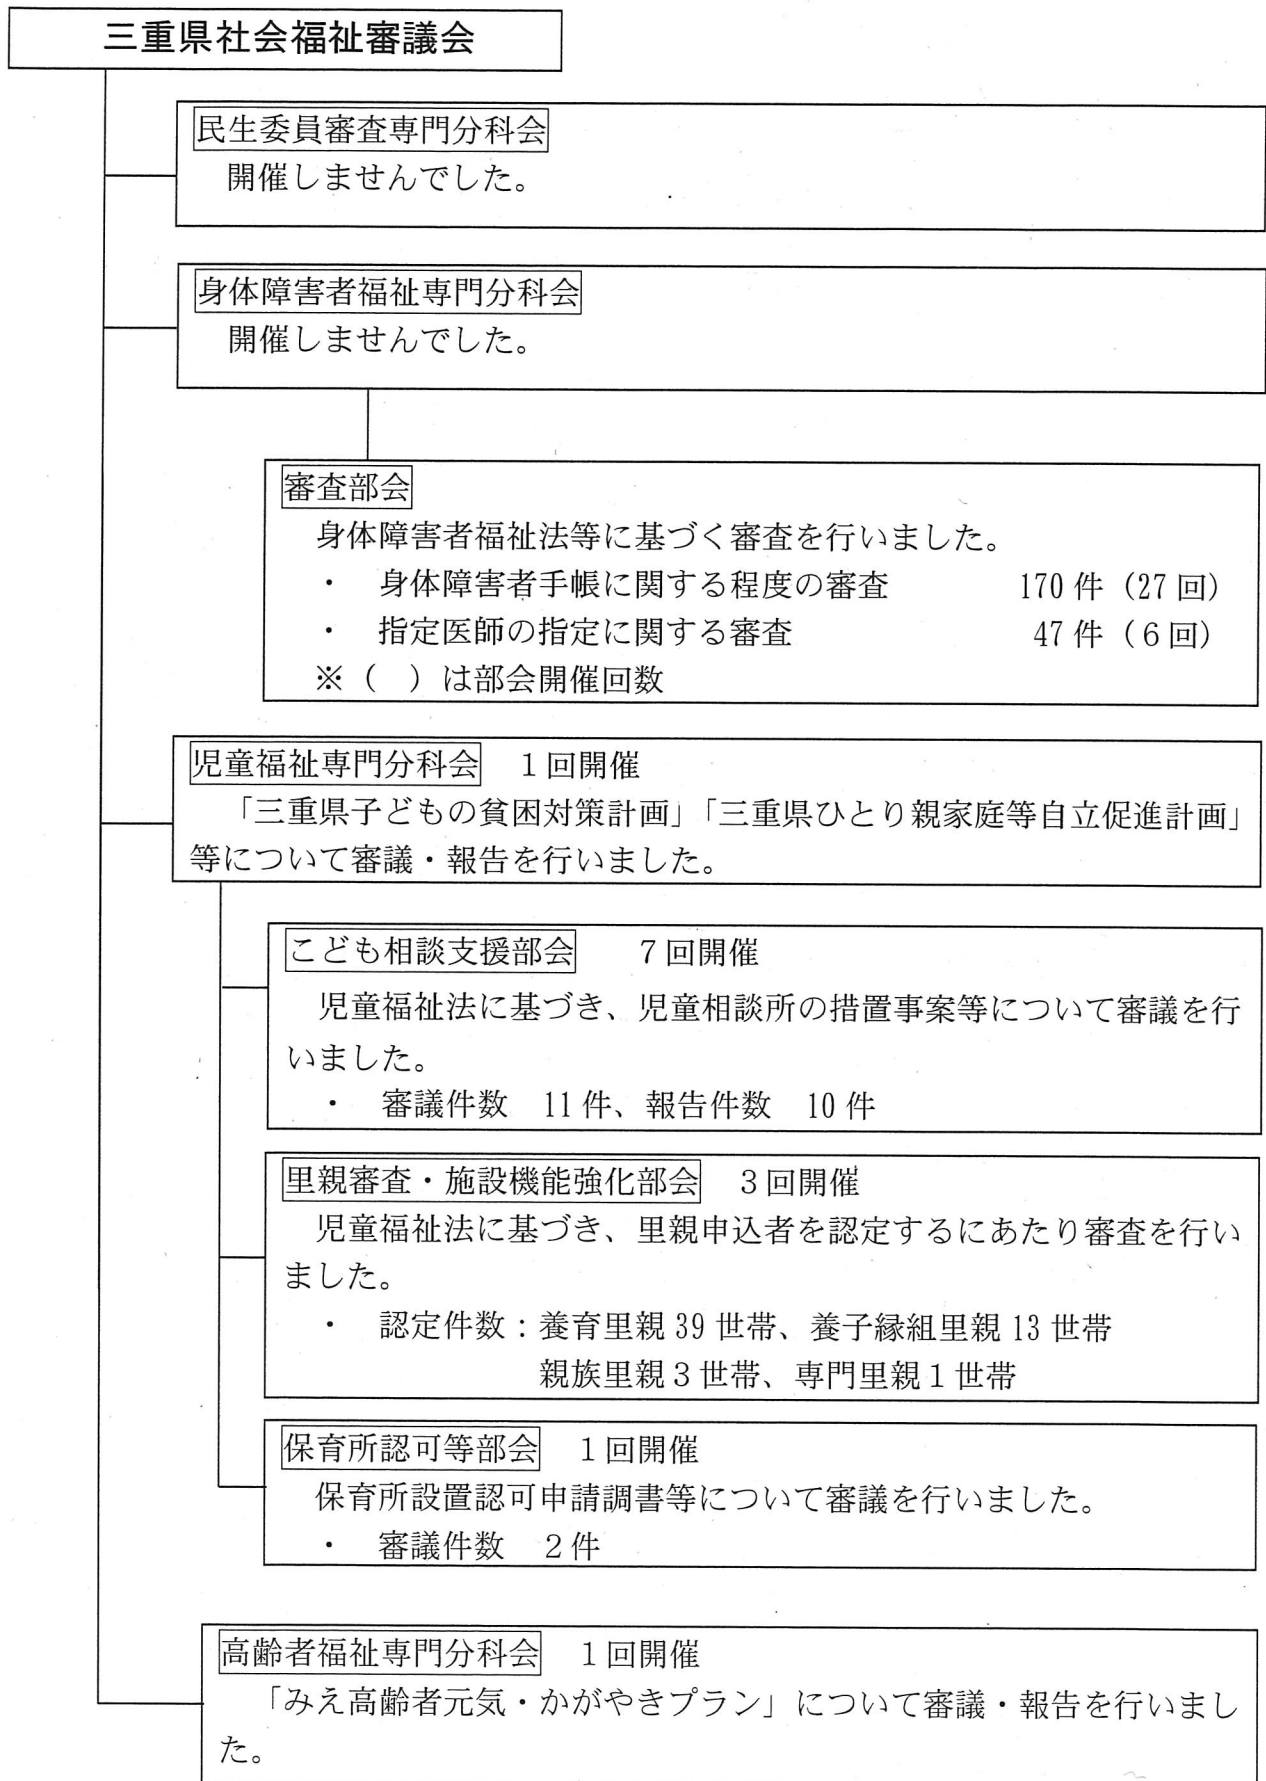 三重県社会福祉審議会
民生委員審査専門分科会
開催しませんでした。
身体障害者福祉専門分科会
開催しませんでした。
審査部会
身体障害者福祉法等に基づく審査を行いました。
・　身体障害者手帳に関する程度の審査　　　　170 件（27 回）
・　指定医師の指定に関する審査　　　　　　　　47 件（６回）
※（　）は部会開催回数
児童福祉専門分科会　１回開催
「三重県子どもの貧困対策計画」「三重県ひとり親家庭等自立促進計画」
等について審議・報告を行いました。
こども相談支援部会　　７回開催
児童福祉法に基づき、児童相談所の措置事案等について審議を行
いました。
・　審議件数　11 件、報告件数　10 件
里親審査・施設機能強化部会　３回開催
児童福祉法に基づき、里親申込者を認定するにあたり審査を行い
ました。
・　認定件数：養育里親 39 世帯、養子縁組里親 13 世帯
親族里親３世帯、専門里親１世帯
保育所認可等部会　１回開催
保育所設置認可申請調書等について審議を行いました。
・　審議件数　２件
高齢者福祉専門分科会　１回開催
「みえ高齢者元気・かがやきプラン」について審議・報告を行いまし
た。